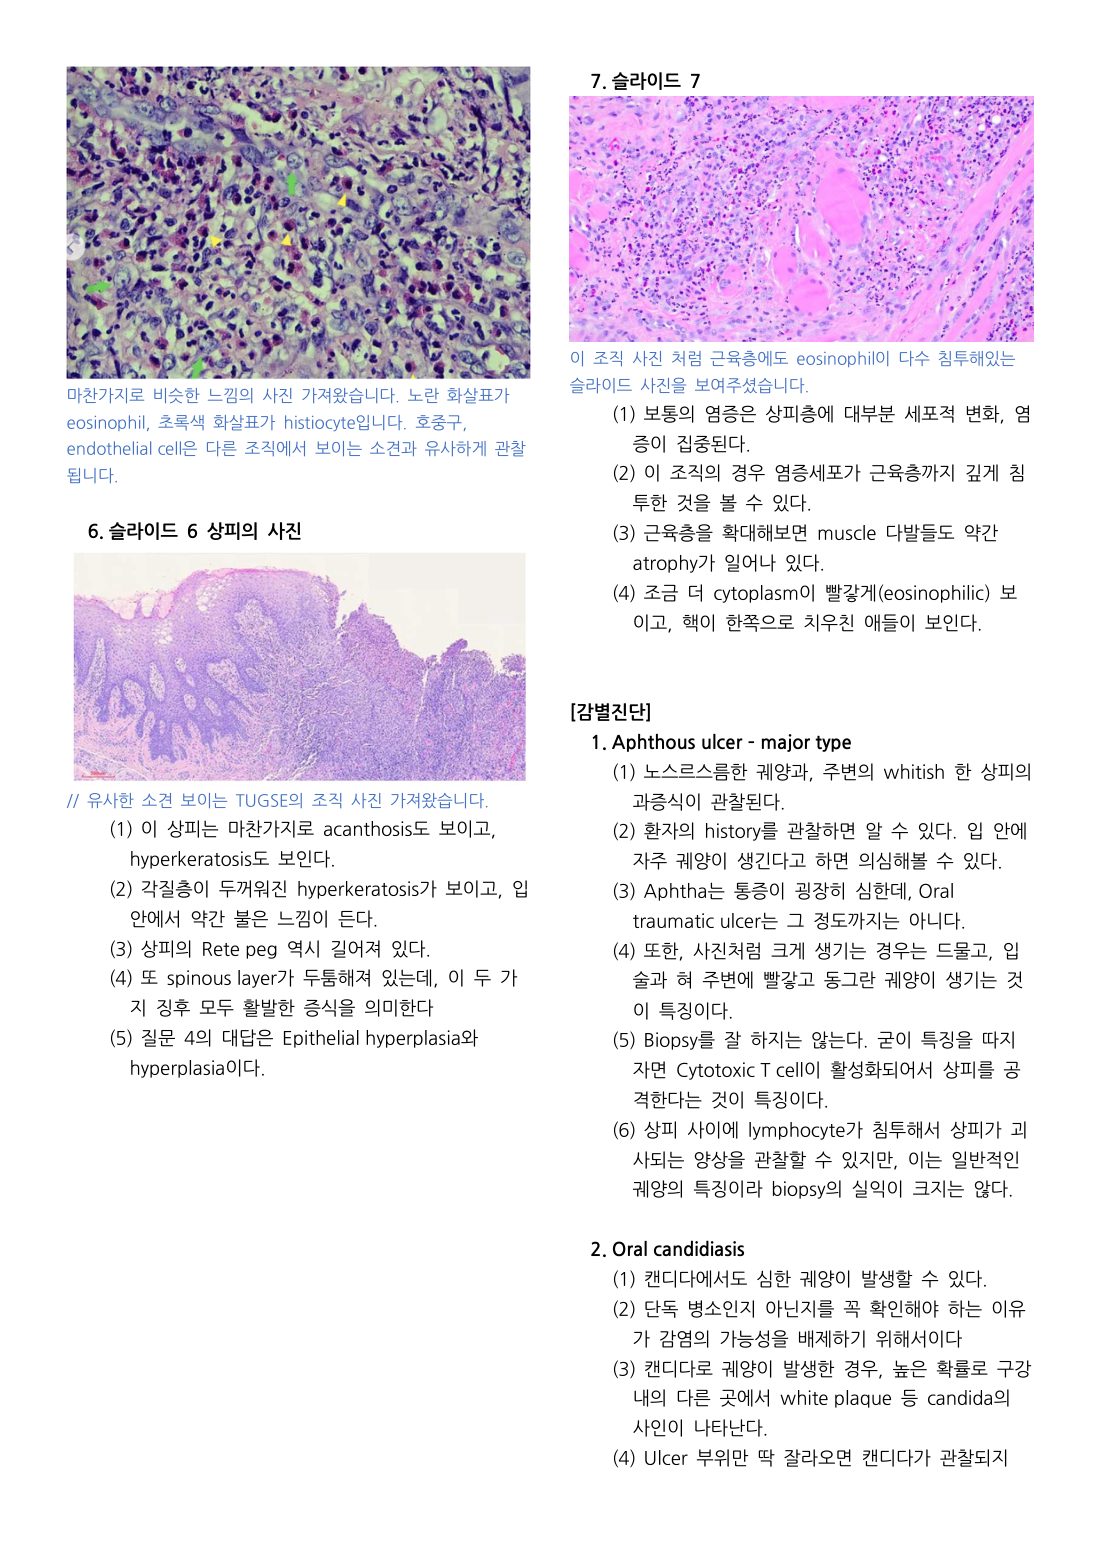 마찬가지로 비슷한 느낌의 사진 가져왔습니다. 노란 화살표가
eosinophil, 초록색 화살표가 histiocyte입니다. 호중구,
endothelial cell은 다른 조직에서 보이는 소견과 유사하게 관찰
됩니다.
6. 슬라이드 6 상피의 사진
// 유사한 소견 보이는 TUGSE의 조직 사진 가져왔습니다.
(1) 이 상피는 마찬가지로 acanthosis도 보이고,
hyperkeratosis도 보인다.
(2) 각질층이 두꺼워진 hyperkeratosis가 보이고, 입
안에서 약간 불은 느낌이 든다.
(3) 상피의 Rete peg 역시 길어져 있다.
(4) 또 spinous layer가 두툼해져 있는데, 이 두 가
지 징후 모두 활발한 증식을 의미한다
(5) 질문 4의 대답은 Epithelial hyperplasia와
hyperplasia이다.
7. 슬라이드 7
이 조직 사진 처럼 근육층에도 eosinophil이 다수 침투해있는
슬라이드 사진을 보여주셨습니다.
(1) 보통의 염증은 상피층에 대부분 세포적 변화, 염
증이 집중된다.
(2) 이 조직의 경우 염증세포가 근육층까지 깊게 침
투한 것을 볼 수 있다.
(3) 근육층을 확대해보면 muscle 다발들도 약간
atrophy가 일어나 있다.
(4) 조금 더 cytoplasm이 빨갛게(eosinophilic) 보
이고, 핵이 한쪽으로 치우친 애들이 보인다.
[감별진단]
1. Aphthous ulcer - major type
(1) 노스르스름한 궤양과, 주변의 whitish 한 상피의
과증식이 관찰된다.
(2) 환자의 history를 관찰하면 알 수 있다. 입 안에
자주 궤양이 생긴다고 하면 의심해볼 수 있다.
(3) Aphtha는 통증이 굉장히 심한데, Oral
traumatic ulcer는 그 정도까지는 아니다.
(4) 또한, 사진처럼 크게 생기는 경우는 드물고, 입
술과 혀 주변에 빨갛고 동그란 궤양이 생기는 것
이 특징이다.
(5) Biopsy를 잘 하지는 않는다. 굳이 특징을 따지
자면 Cytotoxic T cell이 활성화되어서 상피를 공
격한다는 것이 특징이다.
(6) 상피 사이에 lymphocyte가 침투해서 상피가 괴
사되는 양상을 관찰할 수 있지만, 이는 일반적인
궤양의 특징이라 biopsy의 실익이 크지는 않다.
2. Oral candidiasis
(1) 캔디다에서도 심한 궤양이 발생할 수 있다.
(2) 단독 병소인지 아닌지를 꼭 확인해야 하는 이유
가 감염의 가능성을 배제하기 위해서이다
(3) 캔디다로 궤양이 발생한 경우, 높은 확률로 구강
내의 다른 곳에서 white plaque 등 candida의
사인이 나타난다.
(4) Ulcer 부위만 딱 잘라오면 캔디다가 관찰되지